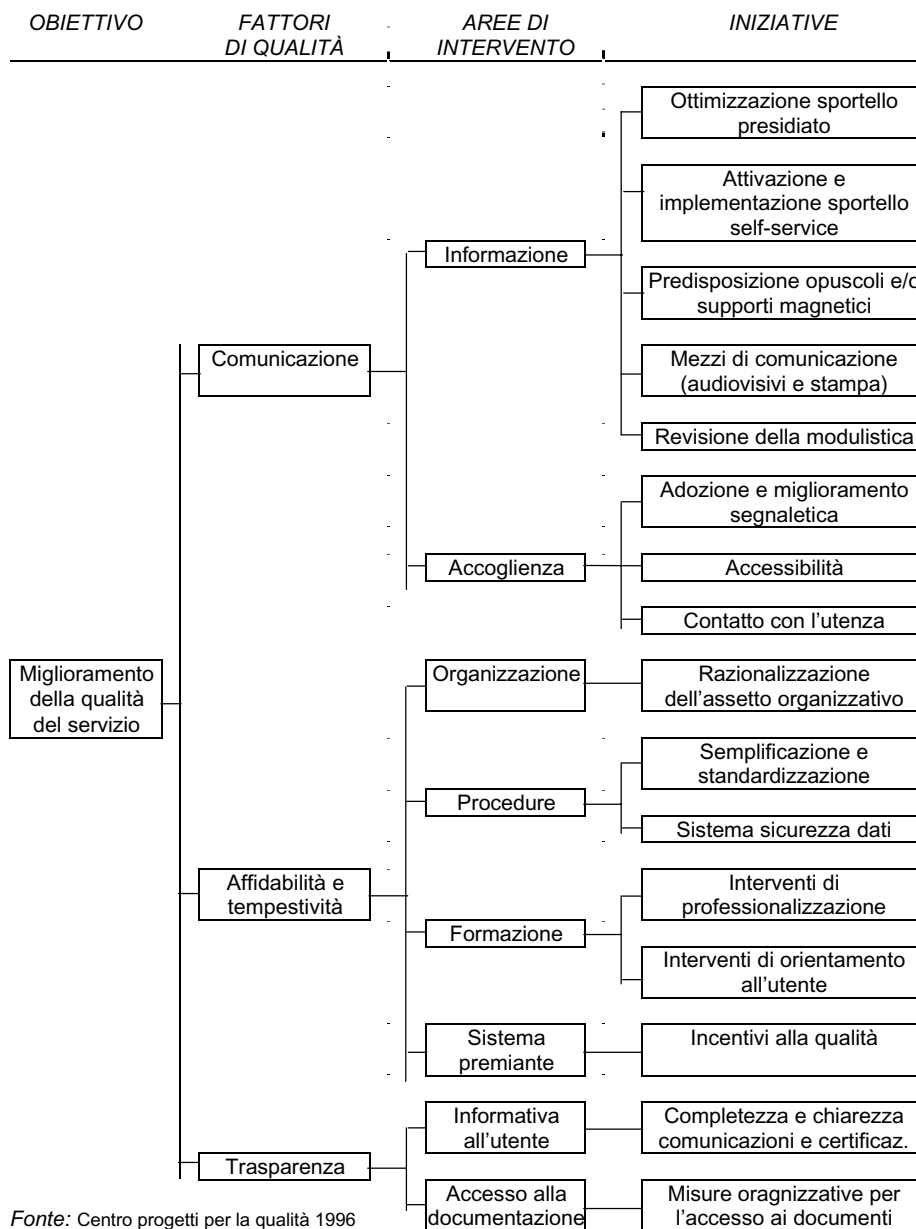 OBIETTIVO
FATTORI
DI QUALITÀ
AREE DI
INTERVENTO
INIZIATIVE
Ottimizzazione sportello
presidiato
Attivazione e
implementazione sportello
self-service
Informazione
Predisposizione opuscoli e/o
supporti magnetici
Comunicazione
Mezzi di comunicazione
(audiovisivi e stampa)
Revisione della modulistica
Adozione e miglioramento
segnaletica
Accoglienza
Accessibilità
Contatto con l'utenza
Miglioramento
della qualità
del servizio
Organizzazione
Razionalizzazione
dell'assetto organizzativo
Semplificazione e
standardizzazione
Procedure
Sistema sicurezza dati
Affidabilità e
tempestività
Interventi di
professionalizzazione
Formazione
Interventi di orientamento
all'utente
Sistema
premiante
Incentivi alla qualità
Informativa
all'utente
Completezza e chiarezza
comunicazioni e certificaz.
Trasparenza
Accesso alla
documentazione
Misure oragnizzative per
l'accesso ai documenti
Fonte: Centro progetti per la qualità 1996